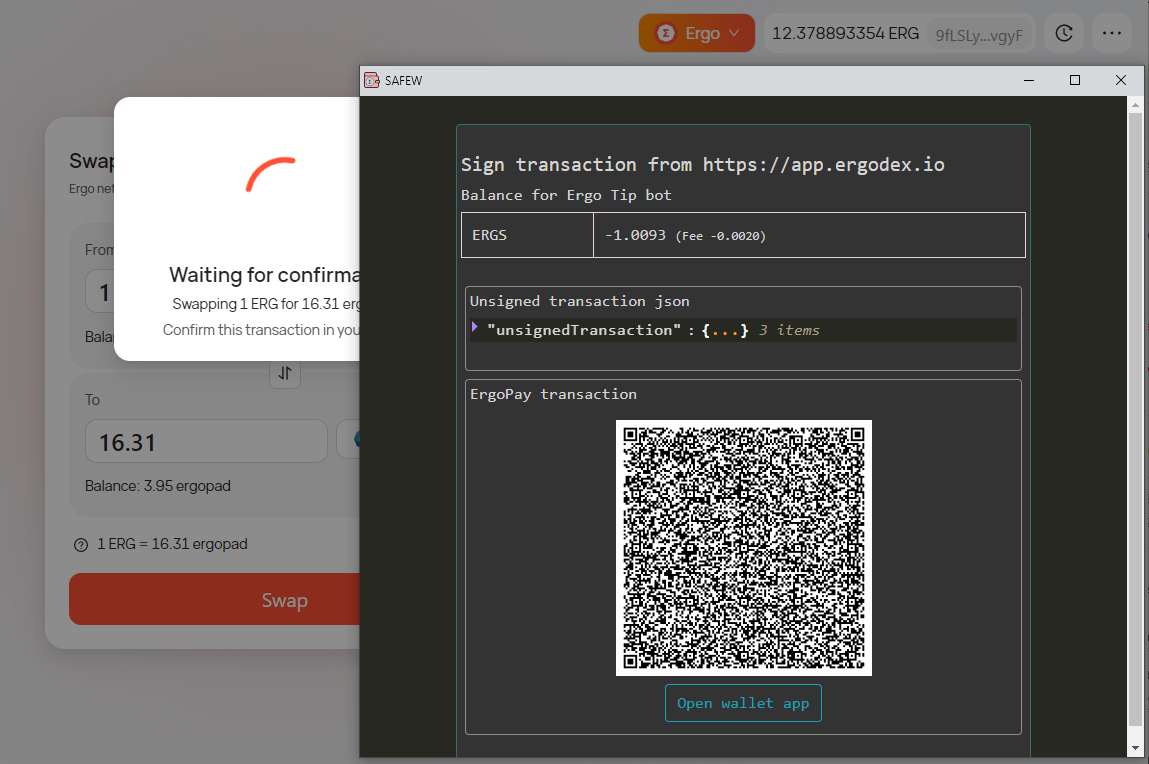 Ergo
12.378893354 ERG
9fLSLy...vgyF
SAFEW
Swap
Ergo net
From
1
Bala
Waiting for confirma
Swapping 1 ERG for 16.31 erg
Confirm this transaction in you
To
16.31
Balance: 3.95 ergopad
1 ERG = 16.31 ergopad
Swap
Sign transaction from https://app.ergodex.io
Balance for Ergo Tip bot
ERGS
-1.0093 (Fee -0.0020)
Unsigned transaction json
"unsignedTransaction" : {...} 3 items
ErgoPay transaction
Open wallet app